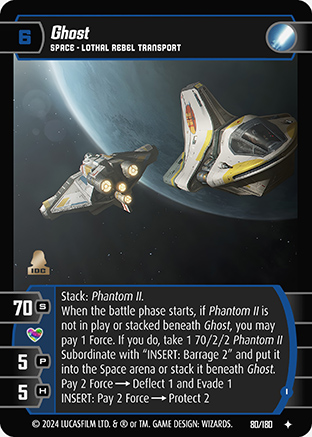 6
Ghost
SPACE - LOTHAL REBEL TRANSPORT
IDC
70 S
5 P
5 H
Stack: Phantom II.
When the battle phase starts, if Phantom II is
not in play or stacked beneath Ghost, you may
pay 1 Force. If you do, take 1 70/2/2 Phantom II
Subordinate with “INSERT: Barrage 2” and put it
into the Space arena or stack it beneath Ghost.
Pay 2 Force → Deflect 1 and Evade 1
INSERT: Pay 2 Force → Protect 2
1
© 2024 LUCASFILM LTD. & ® OR TM. GAME DESIGN: WIZARDS. 80/180